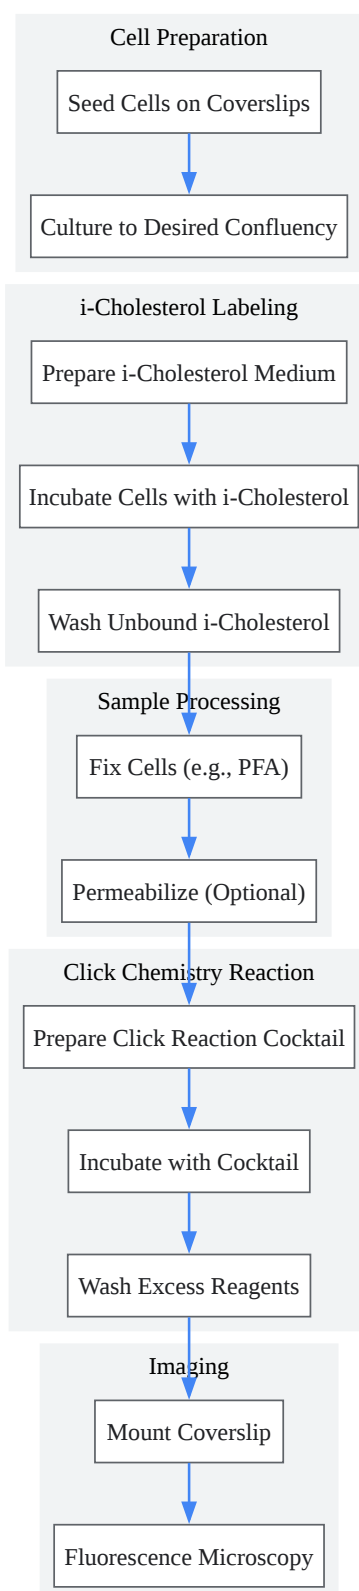 Cell Preparation
Seed Cells on Coverslips
Culture to Desired Confluency
i-Cholesterol Labeling
Prepare i-Cholesterol Medium
Incubate Cells with i-Cholesterol
Wash Unbound i-Cholesterol
Sample Processing
Fix Cells (e.g., PFA)
Permeabilize (Optional)
Click Chemistry Reaction
Prepare Click Reaction Cocktail
Incubate with Cocktail
Wash Excess Reagents
Imaging
Mount Coverslip
Fluorescence Microscopy